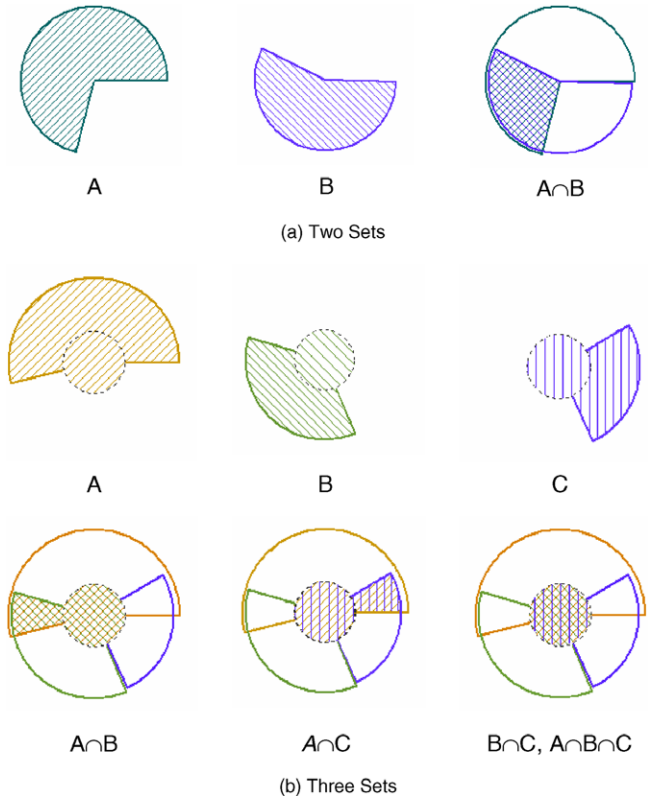 A B A∩B
(a) Two Sets
A B C
A∩B A∩C B∩C, A∩B∩C
(b) Three Sets